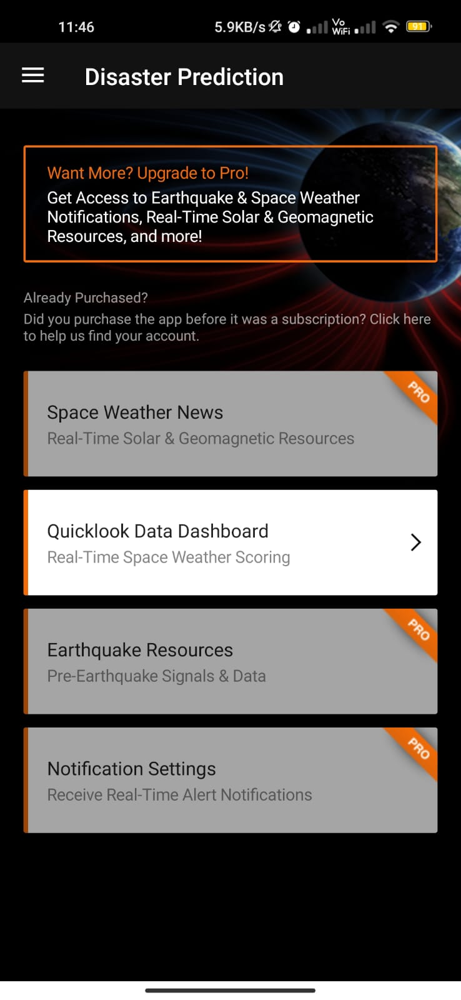 11:46
5.9KB/s
Vo
WiFi
91
Disaster Prediction
Want More? Upgrade to Pro!
Get Access to Earthquake & Space Weather
Notifications, Real-Time Solar & Geomagnetic
Resources, and more!
Already Purchased?
Did you purchase the app before it was a subscription? Click here
to help us find your account.
PRO
Space Weather News
Real-Time Solar & Geomagnetic Resources
Quicklook Data Dashboard
Real-Time Space Weather Scoring
PRO
Earthquake Resources
Pre-Earthquake Signals & Data
PRO
Notification Settings
Receive Real-Time Alert Notifications